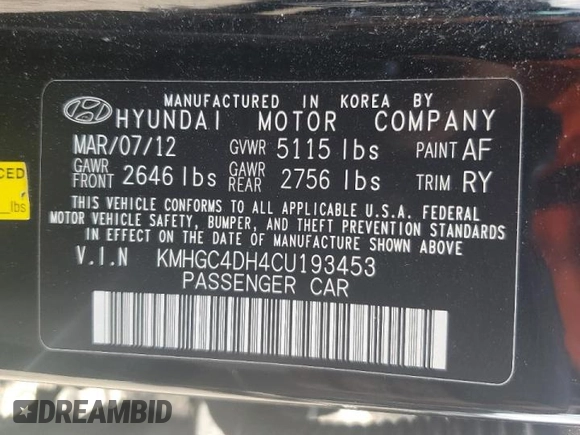 MANUFACTURED IN KOREA BY
HYUNDAI MOTOR COMPANY
MAR/07/12 GVWR 5115 lbs PAINT AF
GAWR FRONT 2646 lbs GAWR REAR 2756 lbs TRIM RY
THIS VEHICLE CONFORMS TO ALL APPLICABLE U.S.A. FEDERAL
MOTOR VEHICLE SAFETY, BUMPER, AND THEFT PREVENTION STANDARDS
IN EFFECT ON THE DATE OF MANUFACTURE SHOWN ABOVE
V.I.N KMHGC4DH4CU193453
PASSENGER CAR
CED
lbs
DREAMBID